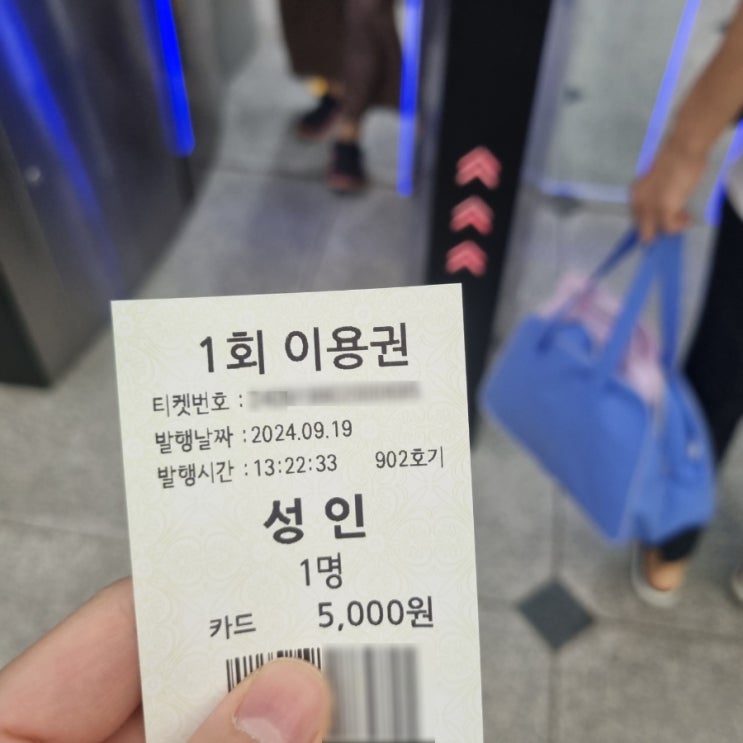 1회 이용권
티켓번호 :
발행날짜 : 2024.09.19
발행시간 : 13:22:33 902호기
성 인
1명
카드 5,000원